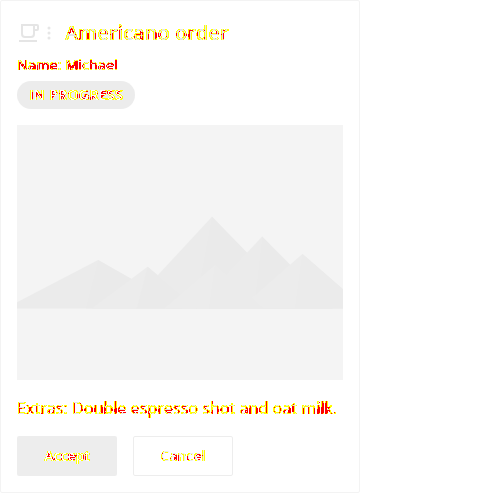 Americano order
Name: Michael
IN PROGRESS
Extras: Double espresso shot and oat milk.
Accept
Cancel